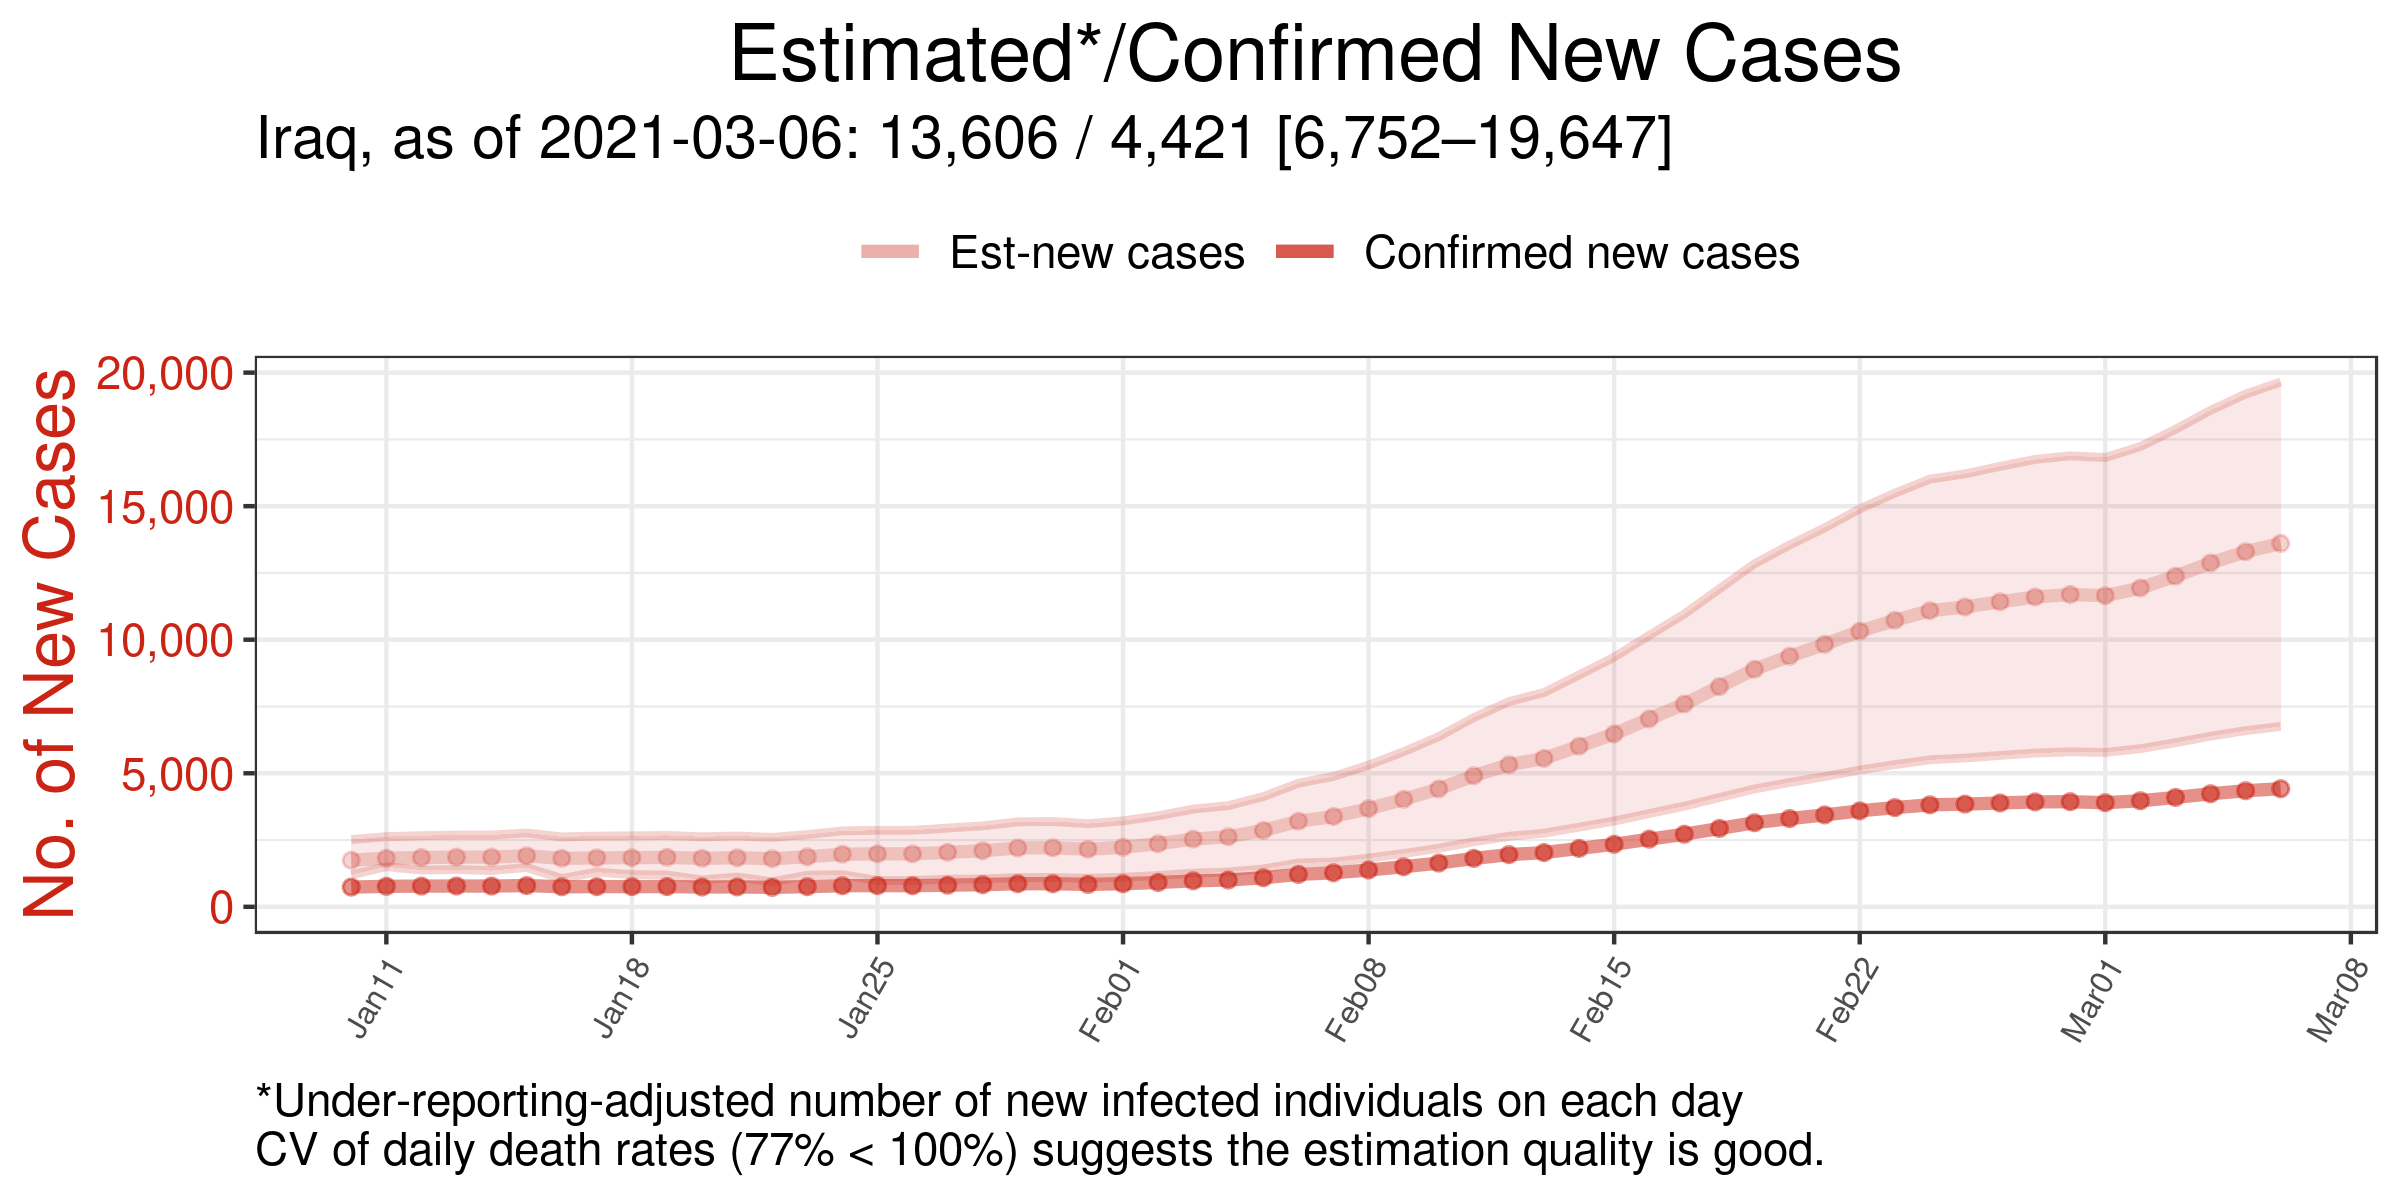 Estimated*/Confirmed New Cases
Iraq, as of 2021-03-06: 13,606 / 4,421 [6,752–19,647]
Est-new cases Confirmed new cases
No. of New Cases
20,000
15,000
10,000
5,000
0
Jan11 Jan18 Jan25 Feb01 Feb08 Feb15 Feb22 Mar01 Mar08
*Under-reporting-adjusted number of new infected individuals on each day
CV of daily death rates (77% < 100%) suggests the estimation quality is good.